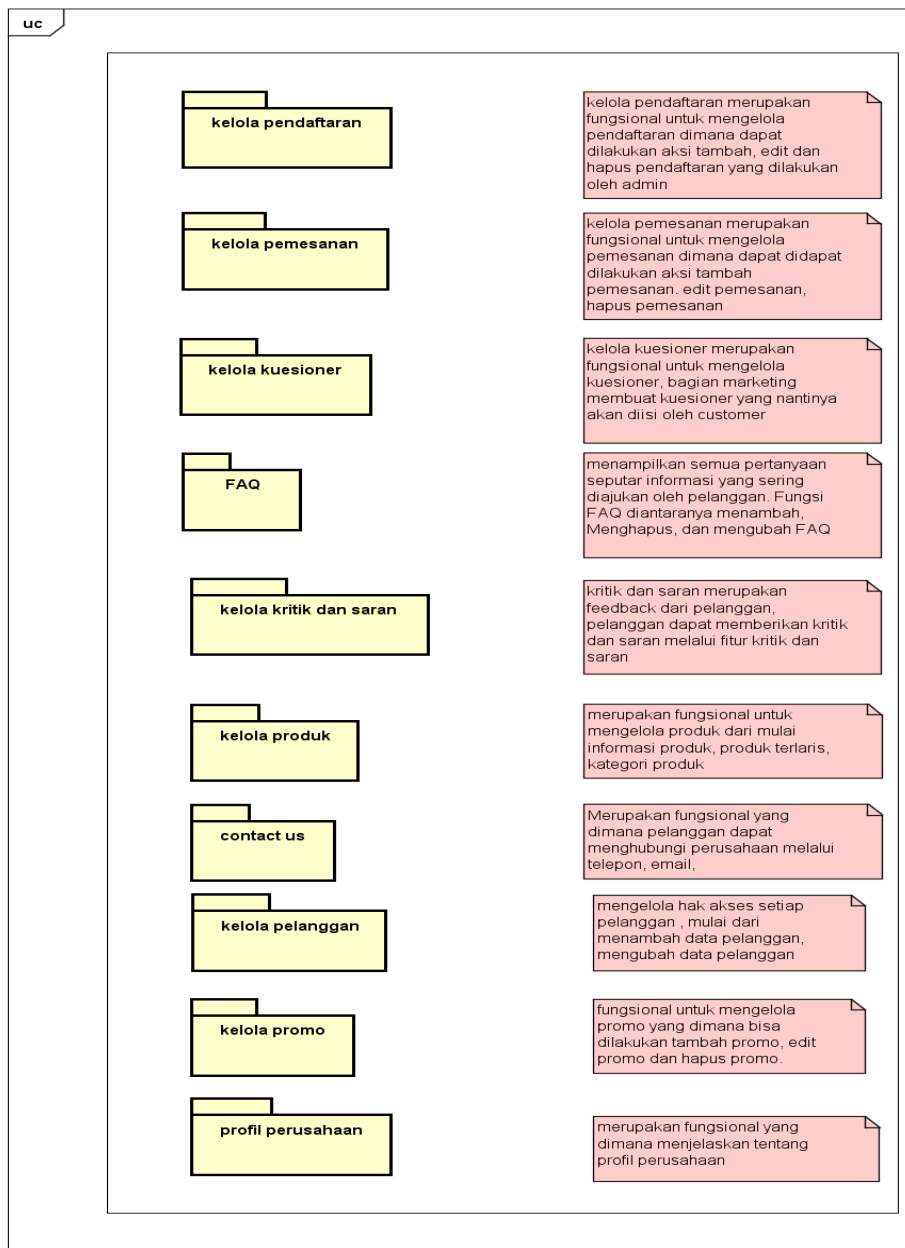 uc
kelola pendaftaran
kelola pendaftaran merupakan
fungsional untuk mengelola
pendaftaran dimana dapat
dilakukan aksi tambah, edit dan
hapus pendaftaran yang dilakukan
oleh admin
kelola pemesanan
kelola pemesanan merupakan
fungsional untuk mengelola
pemesanan dimana dapat didapat
dilakukan aksi tambah
pemesanan. edit pemesanan,
hapus pemesanan
kelola kuesioner
kelola kuesioner merupakan
fungsional untuk mengelola
kuesioner, bagian marketing
membuat kuesioner yang nantinya
akan diisi oleh customer
FAQ
menampilkan semua pertanyaan
seputar informasi yang sering
diajukan oleh pelanggan. Fungsi
FAQ diantaranya menambah,
Menghapus, dan mengubah FAQ
kelola kritik dan saran
kritik dan saran merupakan
feedback dari pelanggan,
pelanggan dapat memberikan kritik
dan saran melalui fitur kritik dan
saran
kelola produk
merupakan fungsional untuk
mengelola produk dari mulai
informasi produk, produk terlaris,
kategori produk
contact us
Merupakan fungsional yang
dimana pelanggan dapat
menghubungi perusahaan melalui
telepon, email,
kelola pelanggan
mengelola hak akses setiap
pelanggan , mulai dari
menambah data pelanggan,
mengubah data pelanggan
kelola promo
fungsional untuk mengelola
promo yang dimana bisa
dilakukan tambah promo, edit
promo dan hapus promo.
profil perusahaan
merupakan fungsional yang
dimana menjelaskan tentang
profil perusahaan